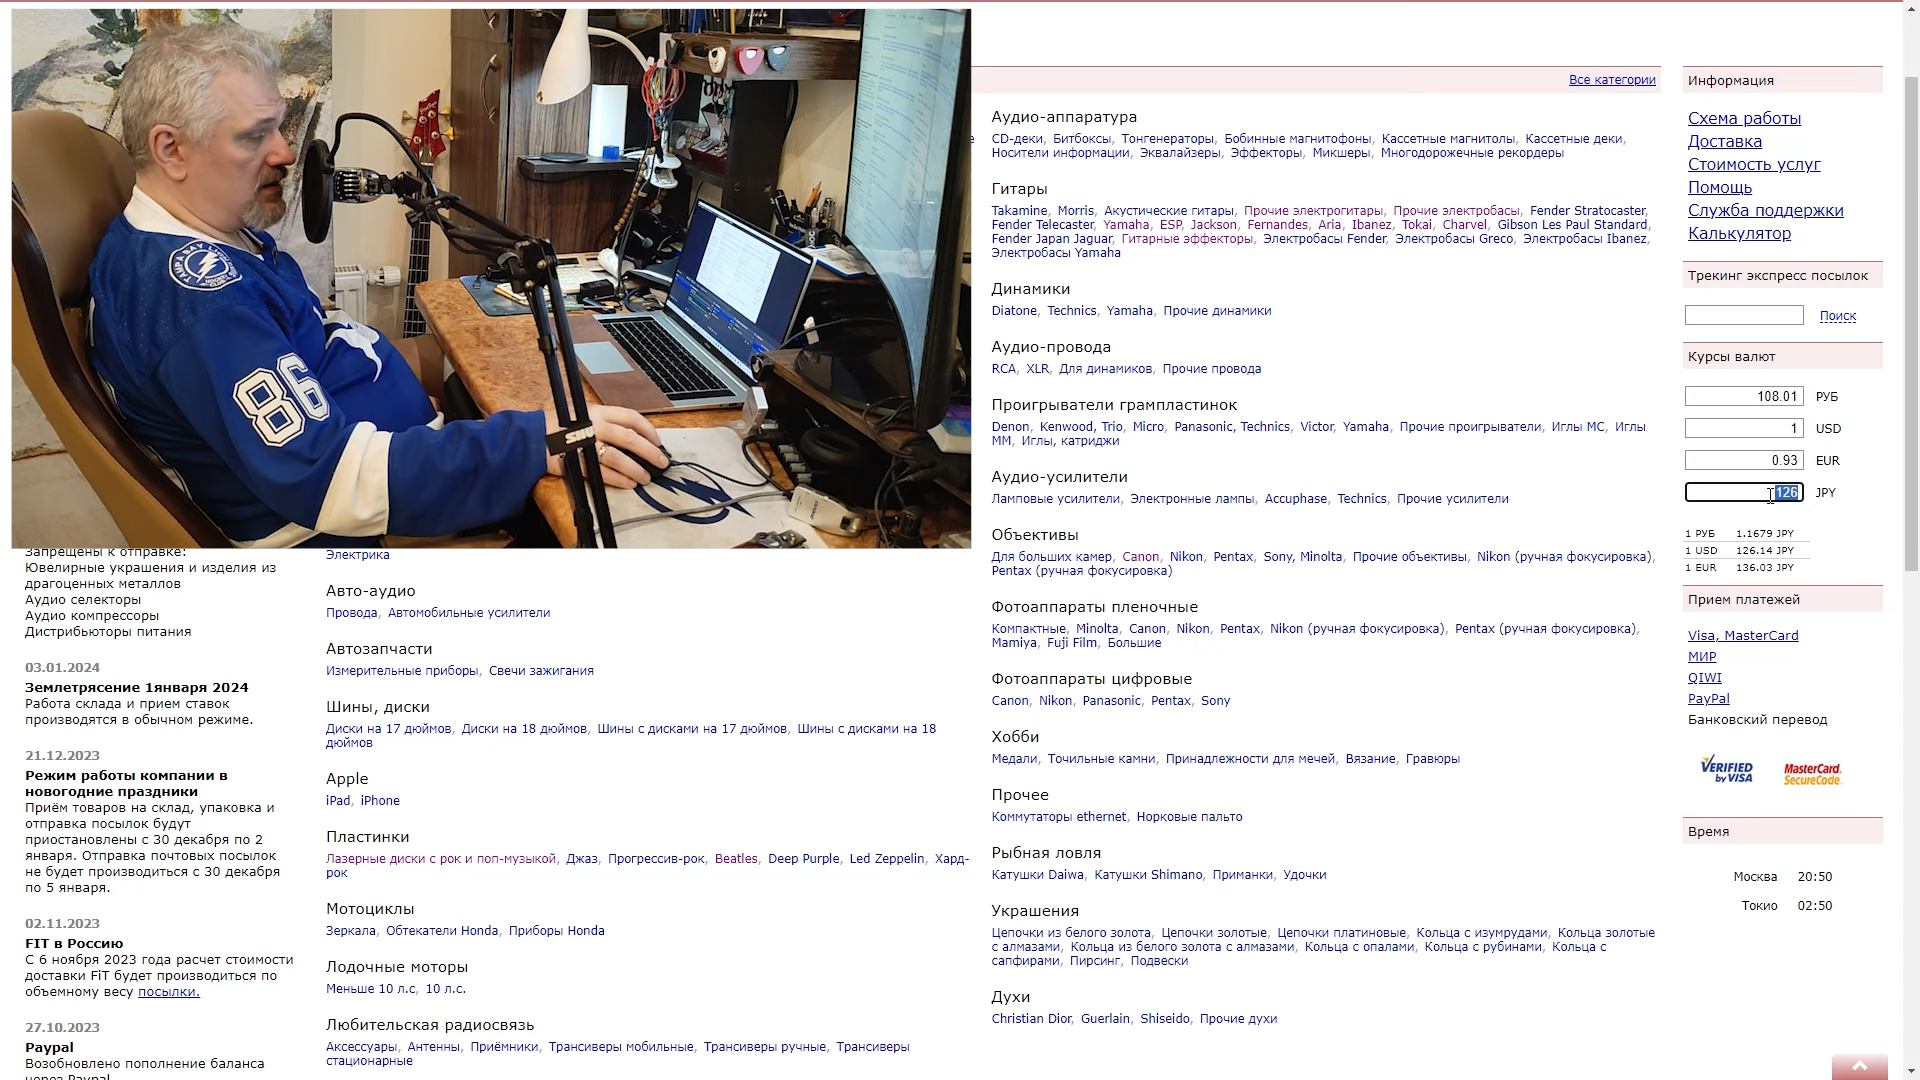 86
SHURE
Все категории
Аудио-аппаратура
CD-деки, Битбоксы, Тонгенераторы, Бобинные магнитофоны, Кассетные магнитолы, Кассетные деки,
Носители информации, Эквалайзеры, Эффекторы, Микшеры, Многодорожечные рекордеры
Гитары
Takamine, Morris, Акустические гитары, Прочие электрогитары, Прочие электробасы, Fender Stratocaster,
Fender Telecaster, Yamaha, ESP, Jackson, Fernandes, Aria, Ibanez, Tokai, Charvel, Gibson Les Paul Standard,
Fender Japan Jaguar, Гитарные эффекторы, Электробасы Fender, Электробасы Greco, Электробасы Ibanez,
Электробасы Yamaha
Динамики
Diatone, Technics, Yamaha, Прочие динамики
Аудио-провода
RCA, XLR, Для динамиков, Прочие провода
Проигрыватели грампластинок
Denon, Kenwood, Trio, Micro, Panasonic, Technics, Victor, Yamaha, Прочие проигрыватели, Иглы MC, Иглы
MM, Иглы, катриджи
Аудио-усилители
Ламповые усилители, Электронные лампы, Accuphase, Technics, Прочие усилители
Объективы
Для больших камер, Canon, Nikon, Pentax, Sony, Minolta, Прочие объективы, Nikon (ручная фокусировка),
Pentax (ручная фокусировка)
Фотоаппараты пленочные
Компактные, Minolta, Canon, Nikon, Pentax, Nikon (ручная фокусировка), Pentax (ручная фокусировка),
Mamiya, Fuji Film, Большие
Фотоаппараты цифровые
Canon, Nikon, Panasonic, Pentax, Sony
Хобби
Медали, Точильные камни, Принадлежности для мечей, Вязание, Гравюры
Прочее
Коммутаторы ethernet, Норковые пальто
Рыбная ловля
Катушки Daiwa, Катушки Shimano, Приманки, Удочки
Украшения
Цепочки из белого золота, Цепочки золотые, Цепочки платиновые, Кольца с изумрудами, Кольца золотые
с алмазами, Кольца из белого золота с алмазами, Кольца с опалами, Кольца с рубинами, Кольца с
сапфирами, Пирсинг, Подвески
Духи
Christian Dior, Guerlain, Shiseido, Прочие духи
Информация
Схема работы
Доставка
Стоимость услуг
Помощь
Служба поддержки
Калькулятор
Трекинг экспресс посылок
Поиск
Курсы валют
108.01 РУБ
1 USD
0.93 EUR
126 JPY
1 РУБ 1.1679 JPY
1 USD 126.14 JPY
1 EUR 136.03 JPY
Прием платежей
Visa, MasterCard
МИР
QIWI
PayPal
Банковский перевод
VERIFIED by VISA
MasterCard. SecureCode.
Время
Москва 20:50
Токио 02:50
Запрещены к отправке:
Ювелирные украшения и изделия из
драгоценных металлов
Аудио селекторы
Аудио компрессоры
Дистрибьюторы питания
03.01.2024
Землетрясение 1января 2024
Работа склада и прием ставок
производятся в обычном режиме.
21.12.2023
Режим работы компании в
новогодние праздники
Приём товаров на склад, упаковка и
отправка посылок будут
приостановлены с 30 декабря по 2
января. Отправка почтовых посылок
не будет производиться с 30 декабря
по 5 января.
02.11.2023
FIT в Россию
С 6 ноября 2023 года расчет стоимости
доставки FiT будет производиться по
объемному весу посылки.
27.10.2023
Paypal
Возобновлено пополнение баланса
через Paypal
Электрика
Авто-аудио
Провода, Автомобильные усилители
Автозапчасти
Измерительные приборы, Свечи зажигания
Шины, диски
Диски на 17 дюймов, Диски на 18 дюймов, Шины с дисками на 17 дюймов, Шины с дисками на 18
дюймов
Apple
iPad, iPhone
Пластинки
Лазерные диски с рок и поп-музыкой, Джаз, Прогрессив-рок, Beatles, Deep Purple, Led Zeppelin, Хард-
рок
Мотоциклы
Зеркала, Обтекатели Honda, Приборы Honda
Лодочные моторы
Меньше 10 л.с, 10 л.с.
Любительская радиосвязь
Аксессуары, Антенны, Приёмники, Трансиверы мобильные, Трансиверы ручные, Трансиверы
стационарные